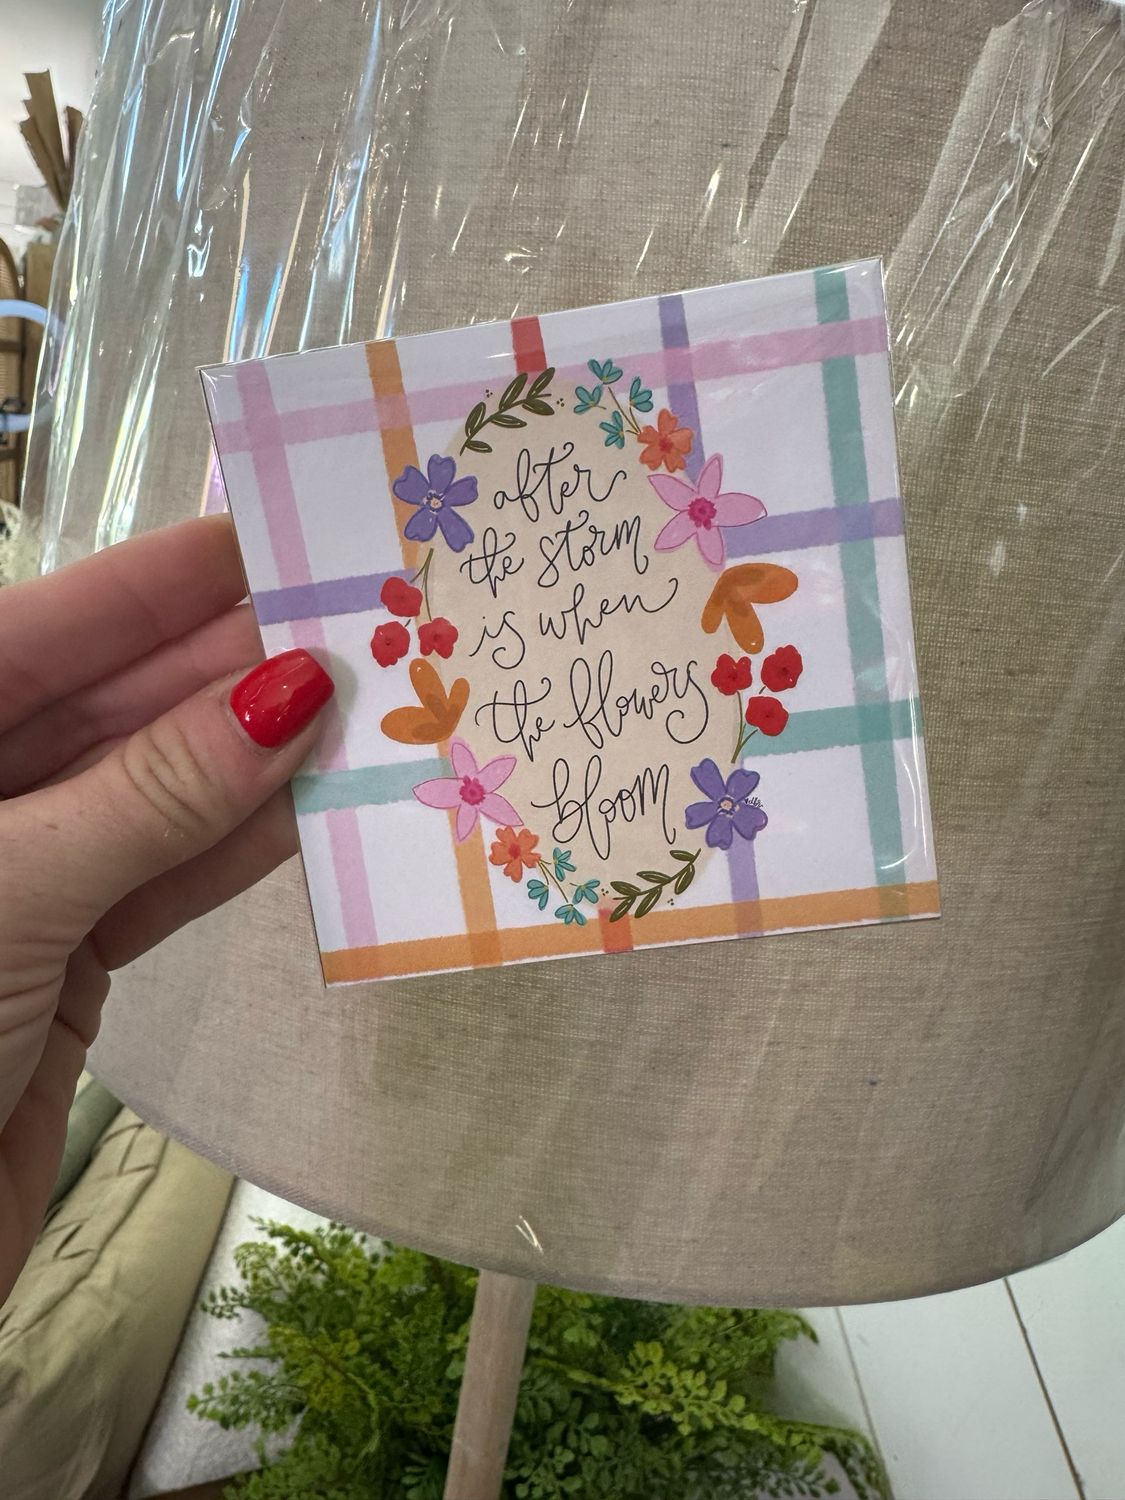 after
the storm
is when
the flowers
bloom